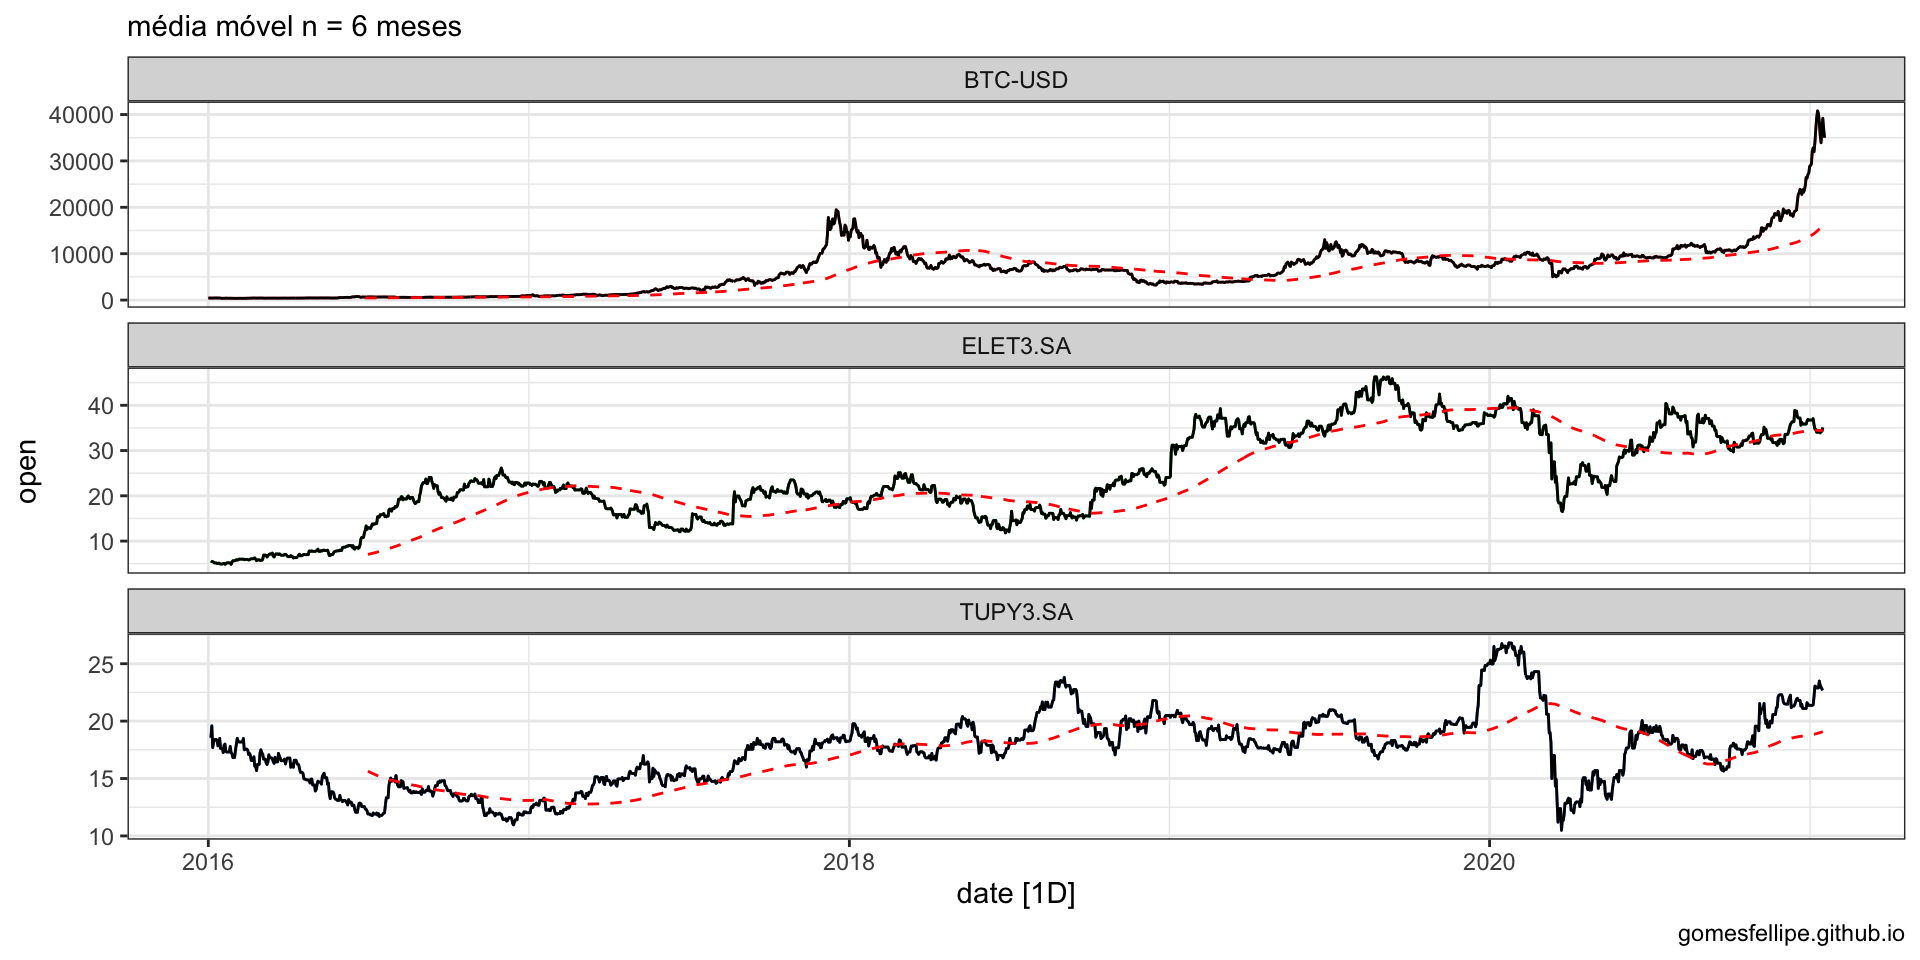 média móvel n = 6 meses
BTC-USD
40000
30000
20000
10000
0
ELET3.SA
40
30
20
10
open
TUPY3.SA
25
20
15
10
2016 2018 2020
date [1D]
gomesfellipe.github.io